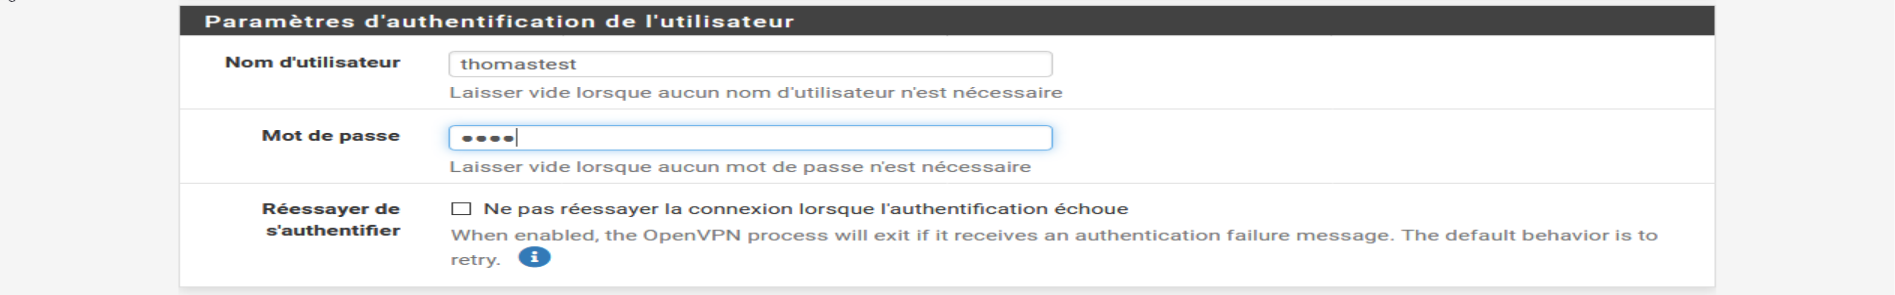 Paramètres d'authentification de l'utilisateur
Nom d'utilisateur
thomastest
Laisser vide lorsque aucun nom d'utilisateur n'est nécessaire
Mot de passe
••••
Laisser vide lorsque aucun mot de passe n'est nécessaire
Réessayer de
s'authentifier
Ne pas réessayer la connexion lorsque l'authentification échoue
When enabled, the OpenVPN process will exit if it receives an authentication failure message. The default behavior is to
retry.